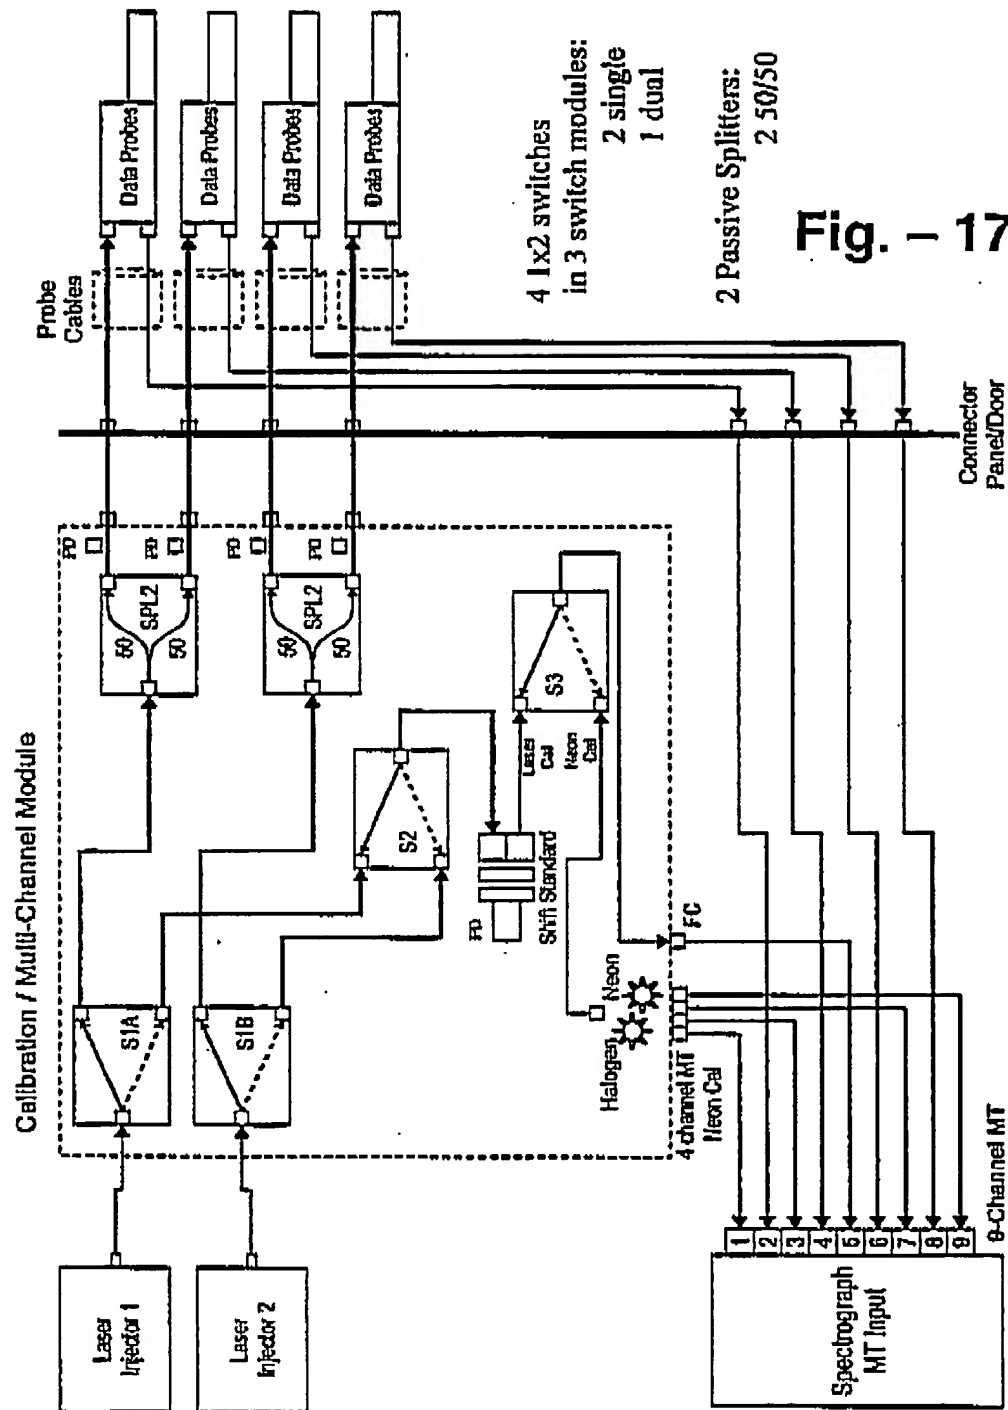 Calibration / Multi-Channel Module
Laser
Injector 1
Laser
Injector 2
S1A
S1B
S2
S3
50
50
SPL2
50
50
SPL2
PD
PD
PD
PD
Probe
Cables
Data Probes
Data Probes
Data Probes
Data Probes
4 1x2 switches
in 3 switch modules:
2 single
1 dual
2 Passive Splitters:
2 50/50
Fig. – 17
Laser
Cal
Neon
Cal
PD
Shift Standard
Halogen
Neon
FC
4-channel MT
Neon Cal
Connector
Panel/Door
Spectrograph
MT Input
1
2
3
4
5
6
7
8
9
9-Channel MT